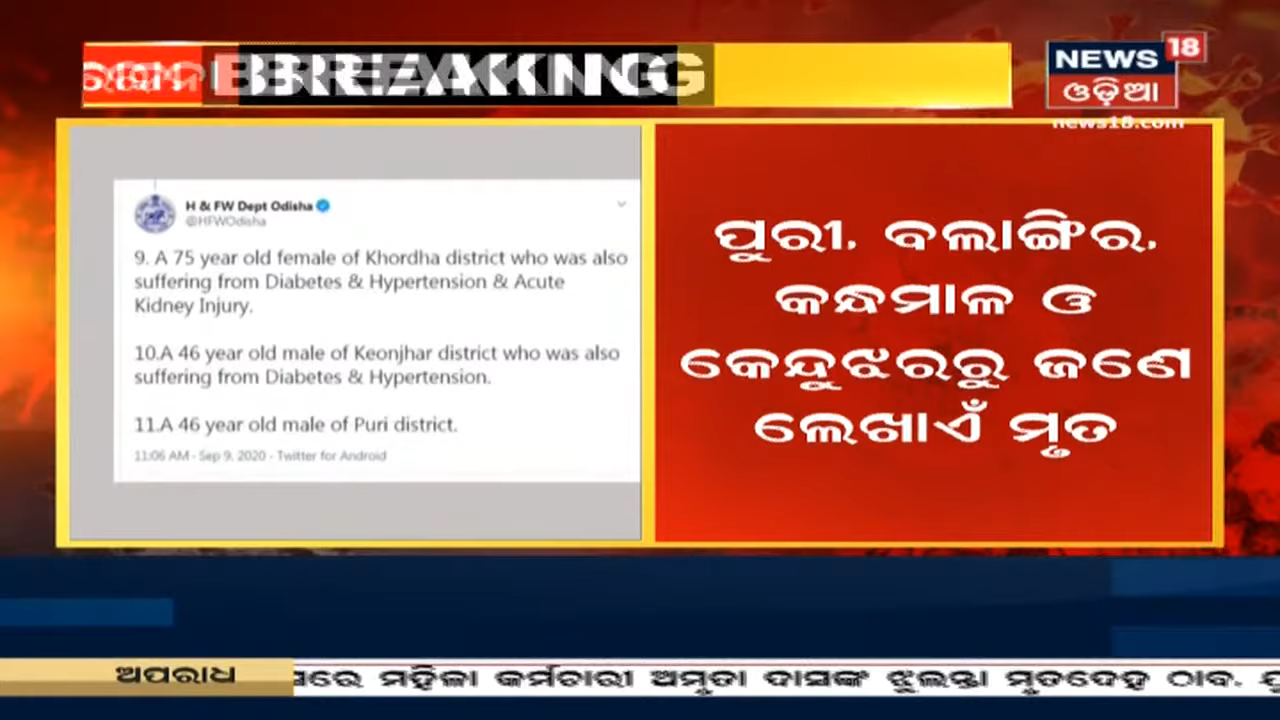 BREAKING
NEWS 18
ଓଡ଼ିଆ
news18.com
H & FW Dept Odisha
@HFWOdisha
9. A 75 year old female of Khordha district who was also
suffering from Diabetes & Hypertension & Acute
Kidney Injury.
10.A 46 year old male of Keonjhar district who was also
suffering from Diabetes & Hypertension.
11.A 46 year old male of Puri district.
11:06 AM - Sep 9, 2020 - Twitter for Android
ପୁରୀ, ବଲାଙ୍ଗିର,
କନ୍ଧମାଳ ଓ
କେନ୍ଦୁଝରରୁ ଜଣେ
ଲେଖାଏଁ ମୃତ
ଅପରାଧ
ମହିଳା କର୍ମଚାରୀ ଅମୃତା ଦାସଙ୍କ ଝୁଲନ୍ତା ମୃତଦେହ ଠାବ,